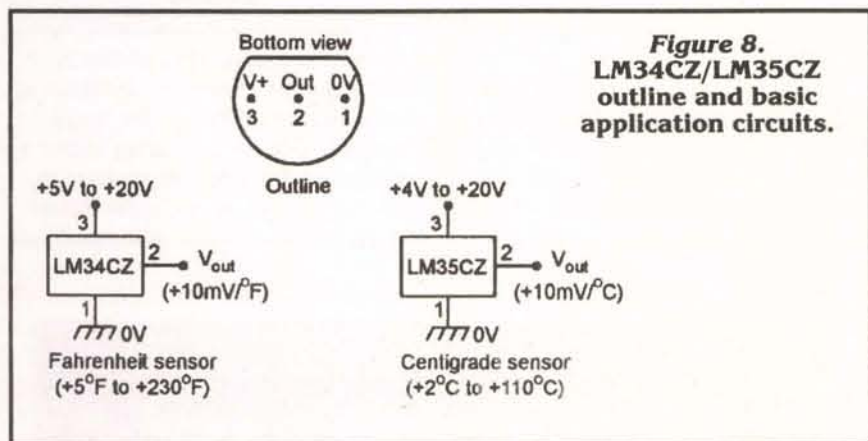 Bottom view
V+ Out 0V
3 2 1
Outline
Figure 8.
LM34CZ/LM35CZ
outline and basic
application circuits.
+5V to +20V
3
LM34CZ
2
Vout
(+10mV/°F)
1
0V
Fahrenheit sensor
(+5°F to +230°F)
+4V to +20V
3
LM35CZ
2
Vout
(+10mV/°C)
1
0V
Centigrade sensor
(+2°C to +110°C)